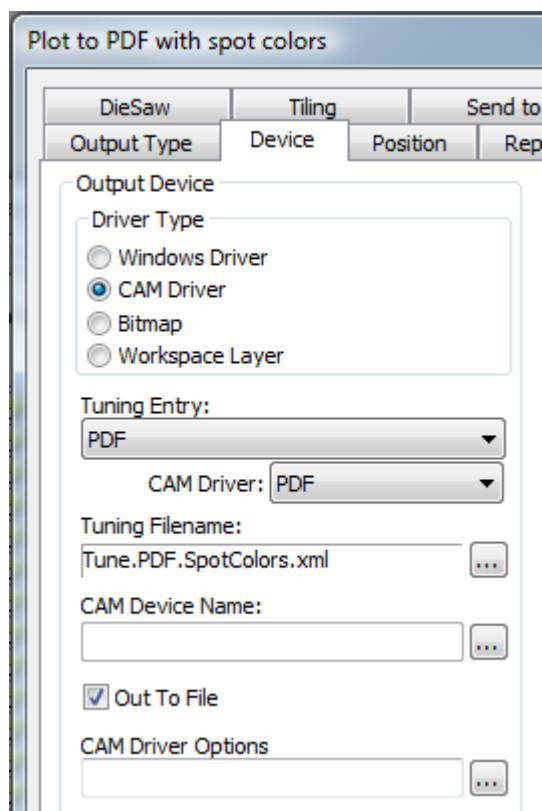 Plot to PDF with spot colors
DieSaw Tiling Send to
Output Type Device Position Rep
Output Device
Driver Type
Windows Driver
CAM Driver
Bitmap
Workspace Layer
Tuning Entry:
PDF
CAM Driver: PDF
Tuning Filename:
Tune.PDF.SpotColors.xml ...
CAM Device Name:
...
Out To File
CAM Driver Options
...